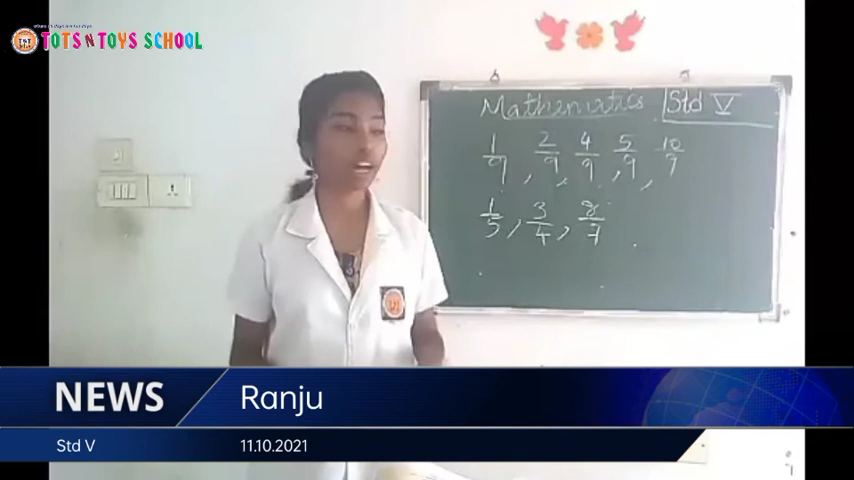 TOTS N TOYS SCHOOL
Mathematics Std V
1/9, 2/9, 4/9, 5/9, 10/9
1/5, 3/4, 8/7
NEWS Ranju
Std V 11.10.2021